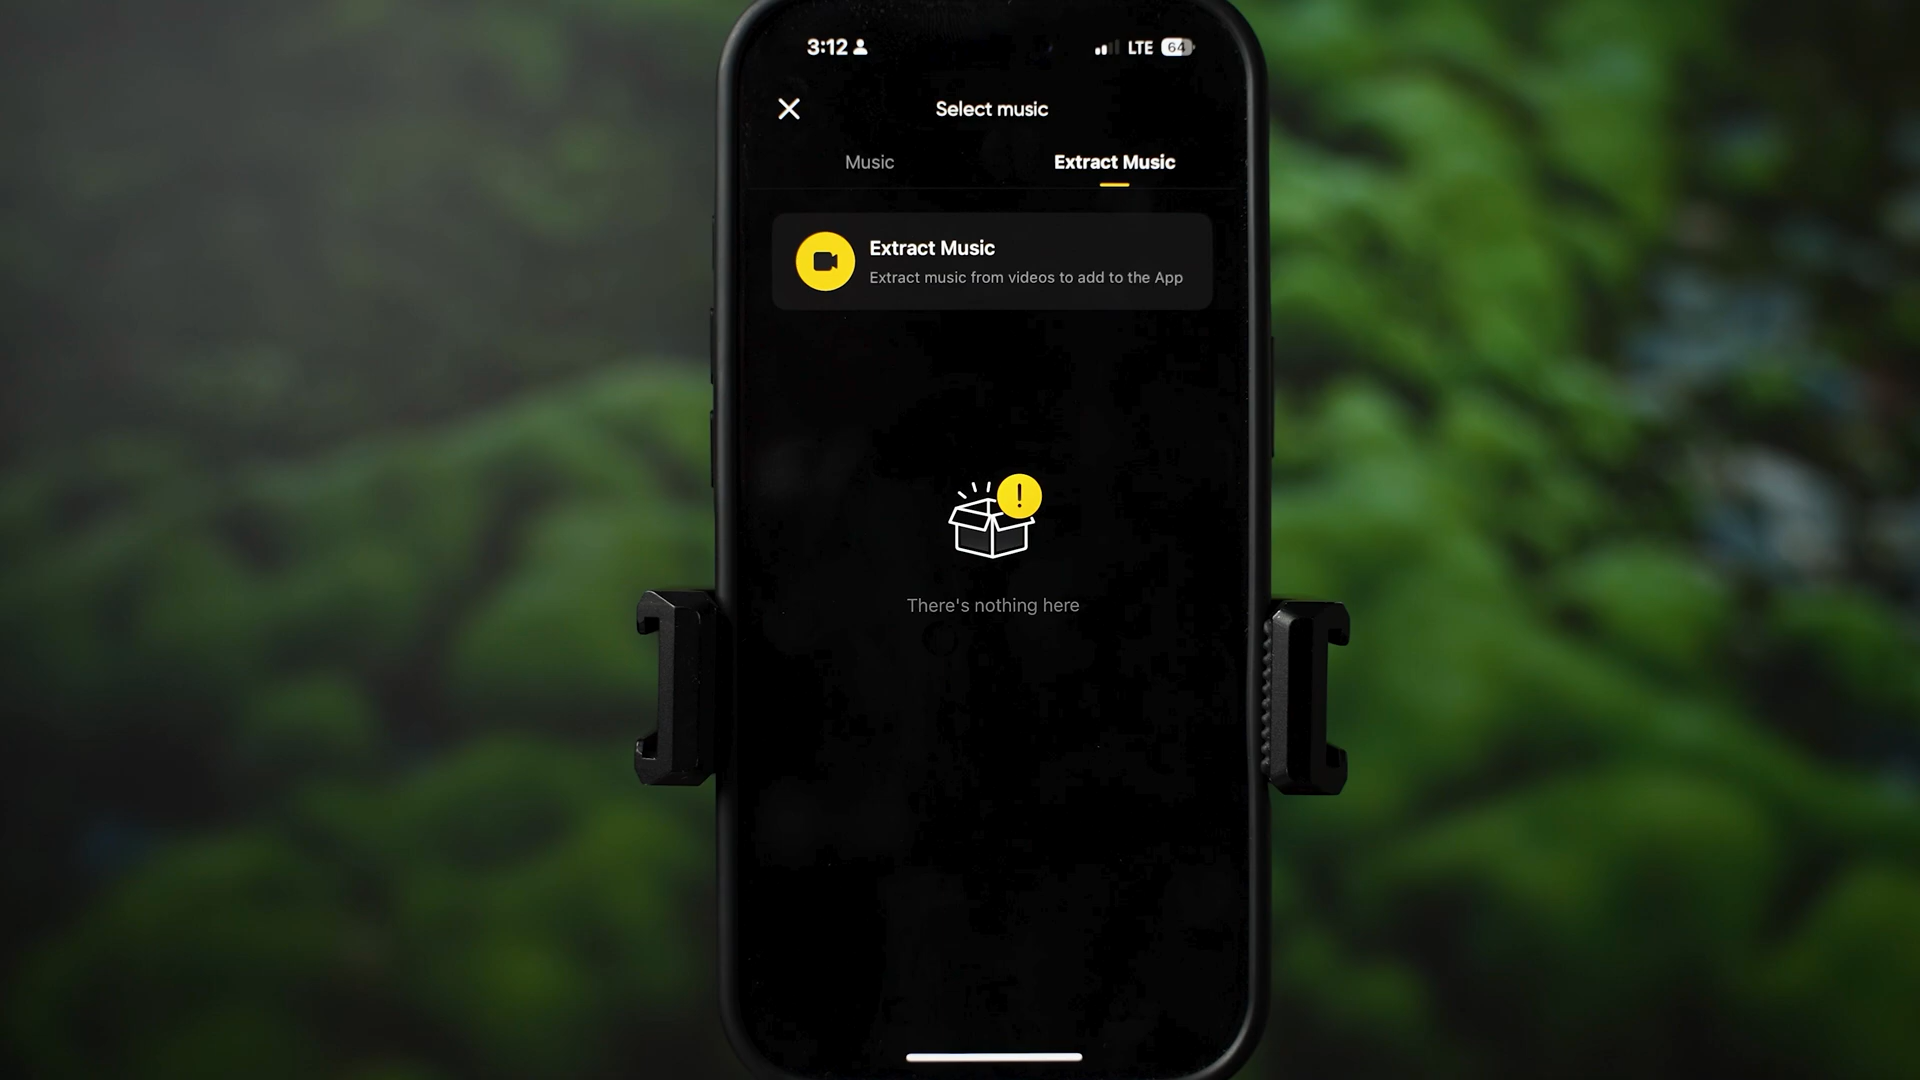 3:12
LTE 64
Select music
Music
Extract Music
Extract Music
Extract music from videos to add to the App
!
There's nothing here